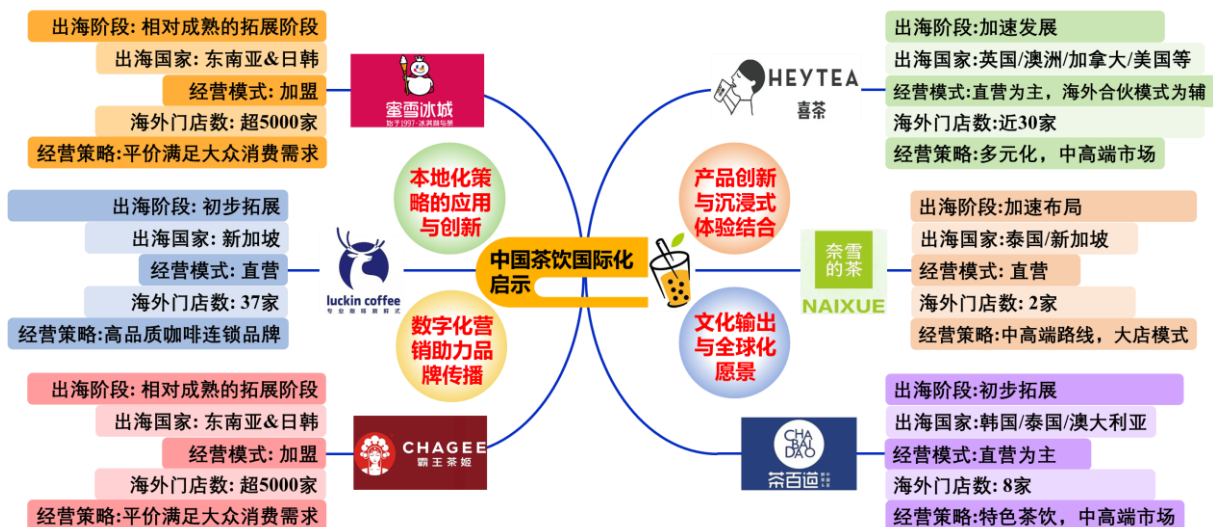 出海阶段: 相对成熟的拓展阶段
出海国家: 东南亚&日韩
经营模式: 加盟
海外门店数: 超5000家
经营策略:平价满足大众消费需求
蜜雪冰城
始于1997·冰淇淋与茶
HEYTEA
喜茶
出海阶段:加速发展
出海国家:英国/澳洲/加拿大/美国等
经营模式:直营为主，海外合伙模式为辅
海外门店数:近30家
经营策略:多元化，中高端市场
本地化策
略的应用
与创新
产品创新
与沉浸式
体验结合
出海阶段: 初步拓展
出海国家: 新加坡
经营模式: 直营
海外门店数: 37家
经营策略:高品质咖啡连锁品牌
luckin coffee
中国茶饮国际化
启示
奈雪
的茶
NAIXUE
出海阶段:加速布局
出海国家:泰国/新加坡
经营模式: 直营
海外门店数: 2家
经营策略:中高端路线，大店模式
数字化营
销助力品
牌传播
文化输出
与全球化
愿景
出海阶段: 相对成熟的拓展阶段
出海国家: 东南亚&日韩
经营模式: 加盟
海外门店数: 超5000家
经营策略:平价满足大众消费需求
CHAGEE
霸王茶姬
CHA
BAI
DAO
茶百道
出海阶段:初步拓展
出海国家:韩国/泰国/澳大利亚
经营模式:直营为主
海外门店数: 8家
经营策略:特色茶饮，中高端市场